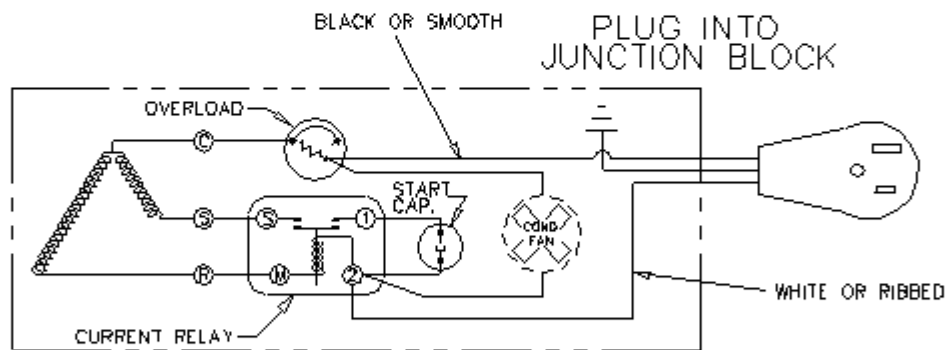 BLACK OR SMOOTH
PLUG INTO
JUNCTION BLOCK
OVERLOAD
C
START
CAP.
S
S
1
COND
FAN
R
M
2
WHITE OR RIBBED
CURRENT RELAY